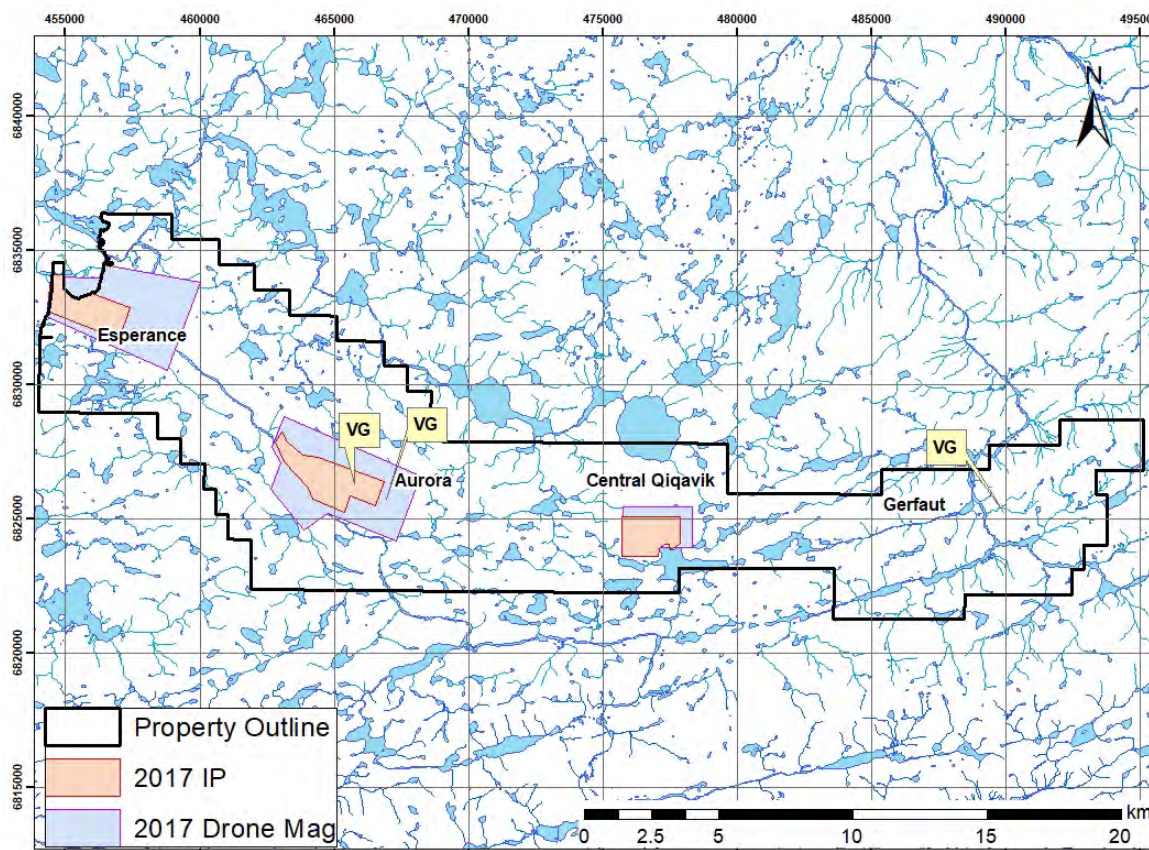 455000 460000 465000 470000 475000 480000 485000 490000 495000
N
6840000
6835000
6830000
6825000
6820000
6815000
Esperance
VG
VG
Aurora
Central Qiqavik
VG
Gerfaut
Property Outline
2017 IP
2017 Drone Mag
km
0 2.5 5 10 15 20